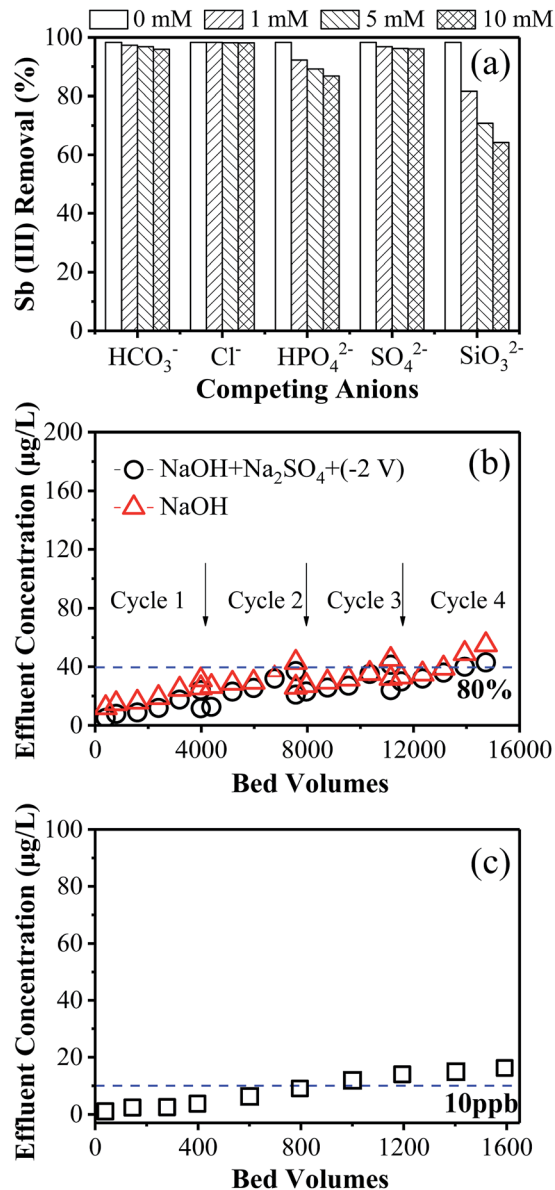 0 mM 1 mM 5 mM 10 mM
(a)
Sb (III) Removal (%)
100
80
60
40
20
0
HCO₃⁻ Cl⁻ HPO₄²⁻ SO₄²⁻ SiO₃²⁻
Competing Anions
(b)
Effluent Concentration (µg/L)
200
160
120
80
40
0
NaOH+Na₂SO₄+(-2 V)
NaOH
Cycle 1 Cycle 2 Cycle 3 Cycle 4
80%
0 4000 8000 12000 16000
Bed Volumes
(c)
Effluent Concentration (µg/L)
100
80
60
40
20
0
10ppb
0 400 800 1200 1600
Bed Volumes